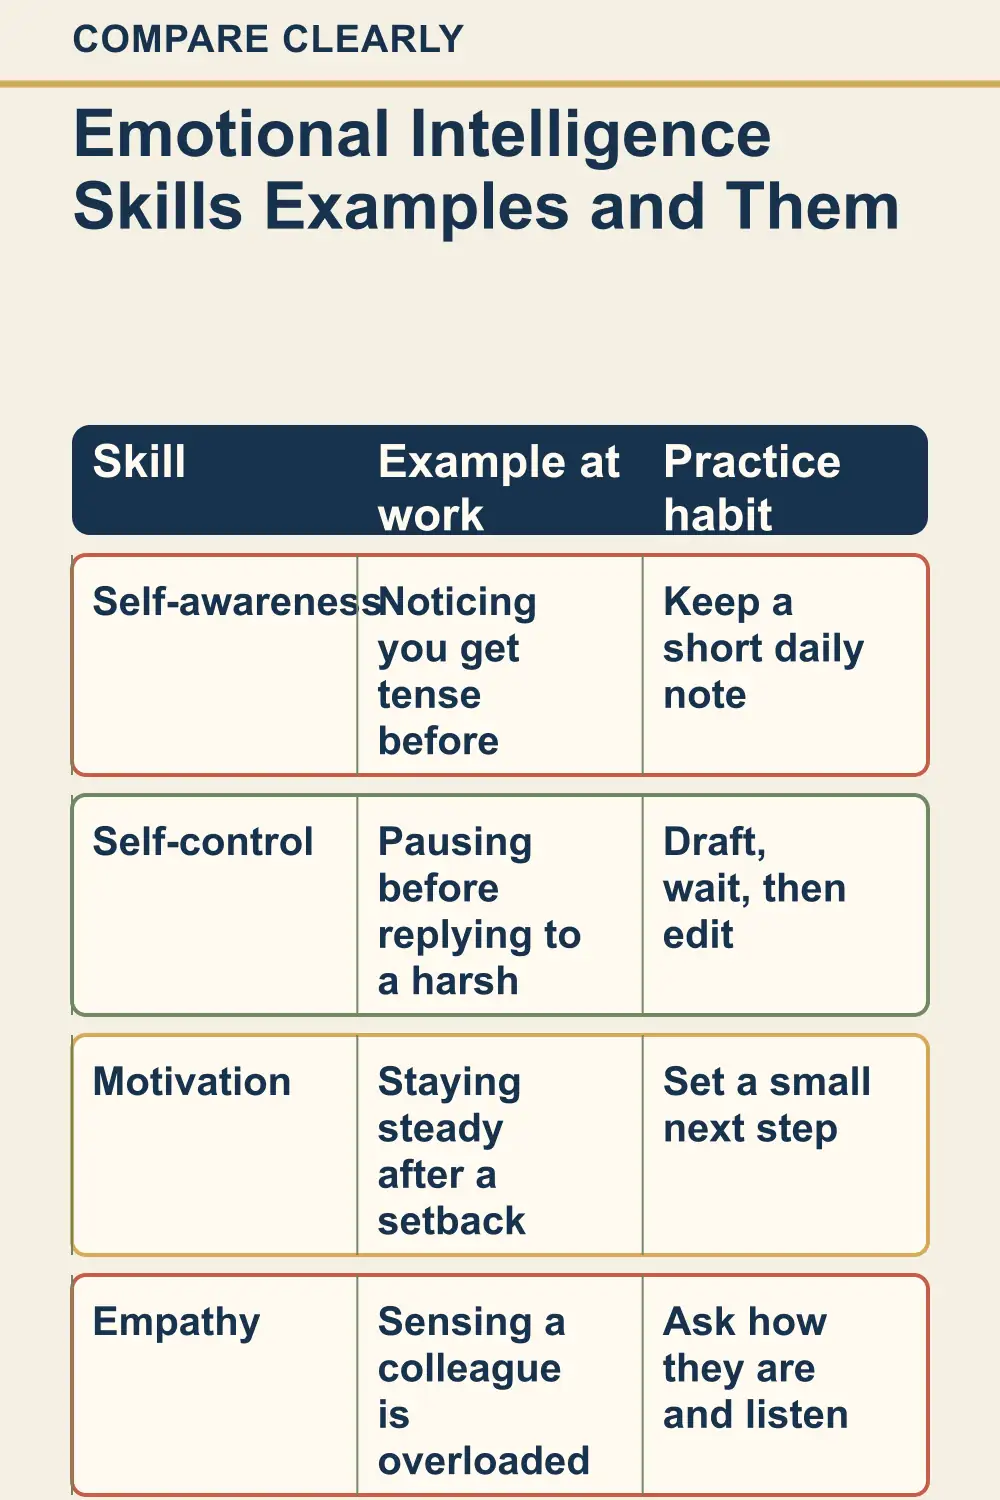 COMPARE CLEARLY
Emotional Intelligence
Skills Examples and Them
Skill
Example at
work
Practice
habit
Self-awareness
Noticing
you get
tense
before
Keep a
short daily
note
Self-control
Pausing
before
replying to
a harsh
Draft,
wait, then
edit
Motivation
Staying
steady
after a
setback
Set a small
next step
Empathy
Sensing a
colleague
is
overloaded
Ask how
they are
and listen